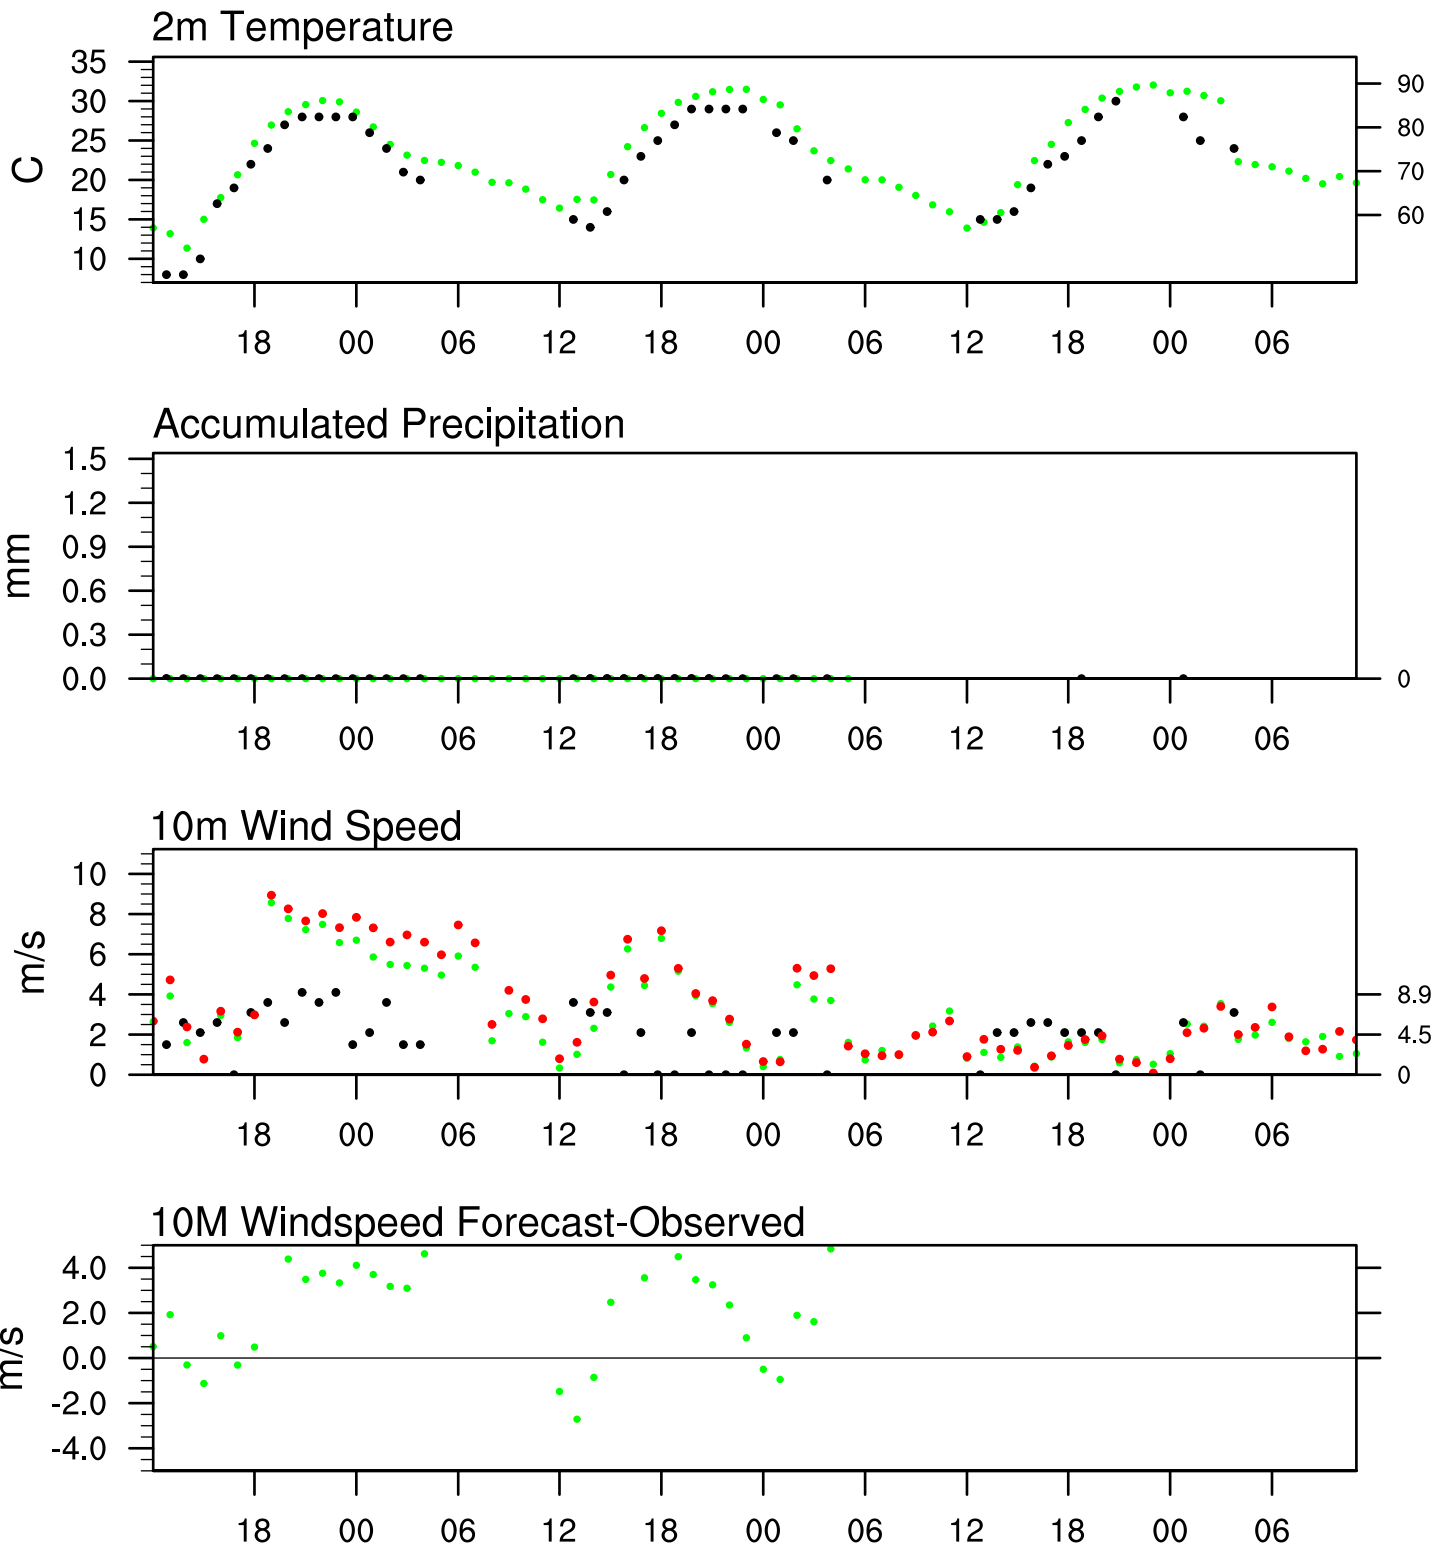 2m Temperature
35
30
25
20
15
10
C
90
80
70
60
18 00 06 12 18 00 06 12 18 00 06
Accumulated Precipitation
1.5
1.2
0.9
0.6
0.3
0.0
mm
0
18 00 06 12 18 00 06 12 18 00 06
10m Wind Speed
10
8
6
4
2
0
m/s
8.9
4.5
0
18 00 06 12 18 00 06 12 18 00 06
10M Windspeed Forecast-Observed
4.0
2.0
0.0
-2.0
-4.0
m/s
18 00 06 12 18 00 06 12 18 00 06